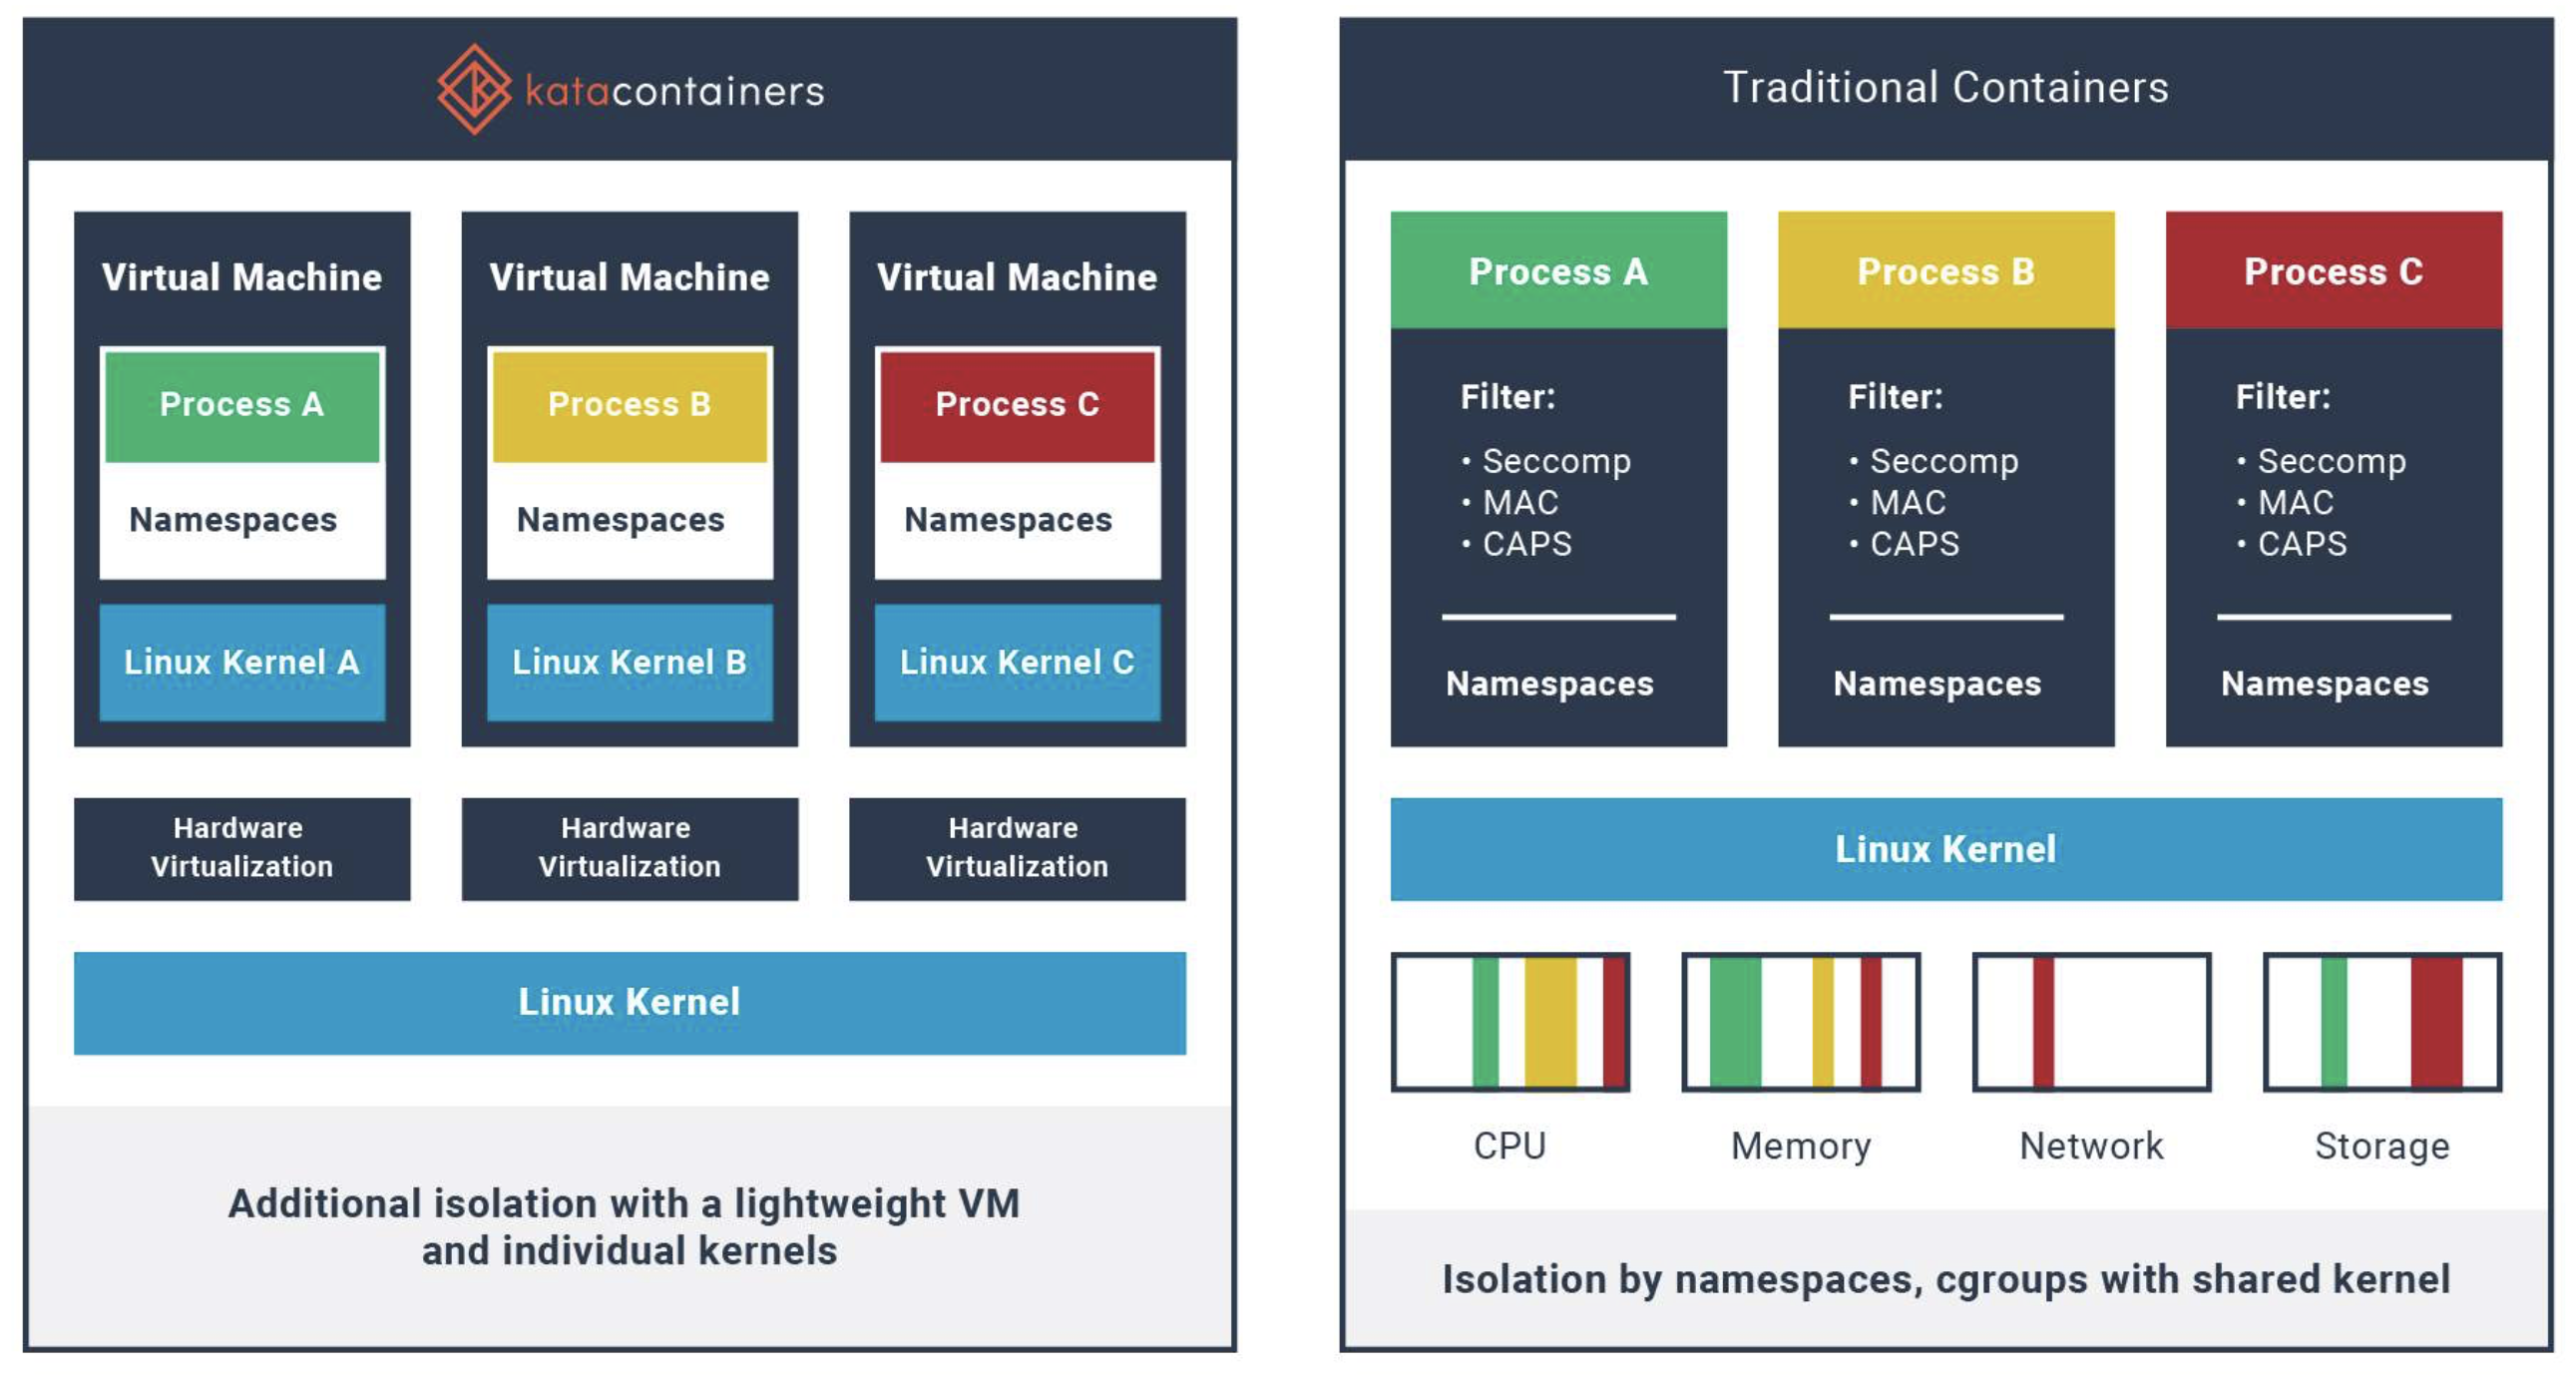 katacontainers
Virtual Machine
Process A
Namespaces
Linux Kernel A
Virtual Machine
Process B
Namespaces
Linux Kernel B
Virtual Machine
Process C
Namespaces
Linux Kernel C
Hardware
Virtualization
Hardware
Virtualization
Hardware
Virtualization
Linux Kernel
Additional isolation with a lightweight VM
and individual kernels
Traditional Containers
Process A
Filter:
• Seccomp
• MAC
• CAPS
Namespaces
Process B
Filter:
• Seccomp
• MAC
• CAPS
Namespaces
Process C
Filter:
• Seccomp
• MAC
• CAPS
Namespaces
Linux Kernel
CPU
Memory
Network
Storage
Isolation by namespaces, cgroups with shared kernel